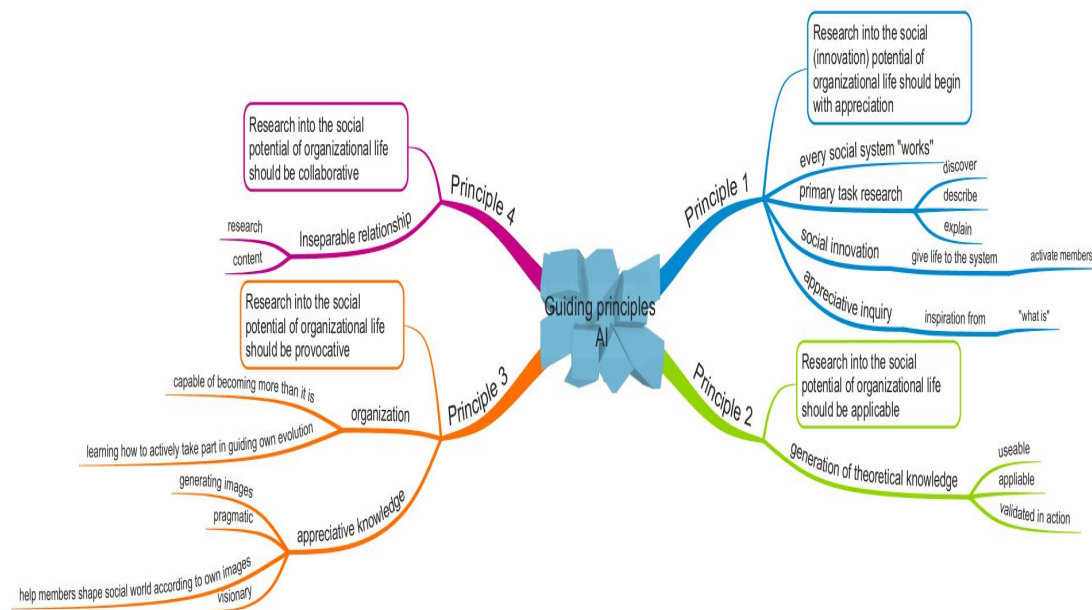 Guiding principles
AI
Principle 1
Research into the social
(innovation) potential of
organizational life should begin
with appreciation
every social system "works"
primary task research
discover
describe
explain
social innovation
give life to the system
activate members
appreciative inquiry
inspiration from
"what is"
Principle 2
Research into the social
potential of organizational life
should be applicable
generation of theoretical knowledge
useable
appliable
validated in action
Principle 3
Research into the social
potential of organizational life
should be provocative
organization
capable of becoming more than it is
learning how to actively take part in guiding own evolution
appreciative knowledge
generating images
pragmatic
help members shape social world according to own images
visionary
Principle 4
Research into the social
potential of organizational life
should be collaborative
Inseparable relationship
research
content